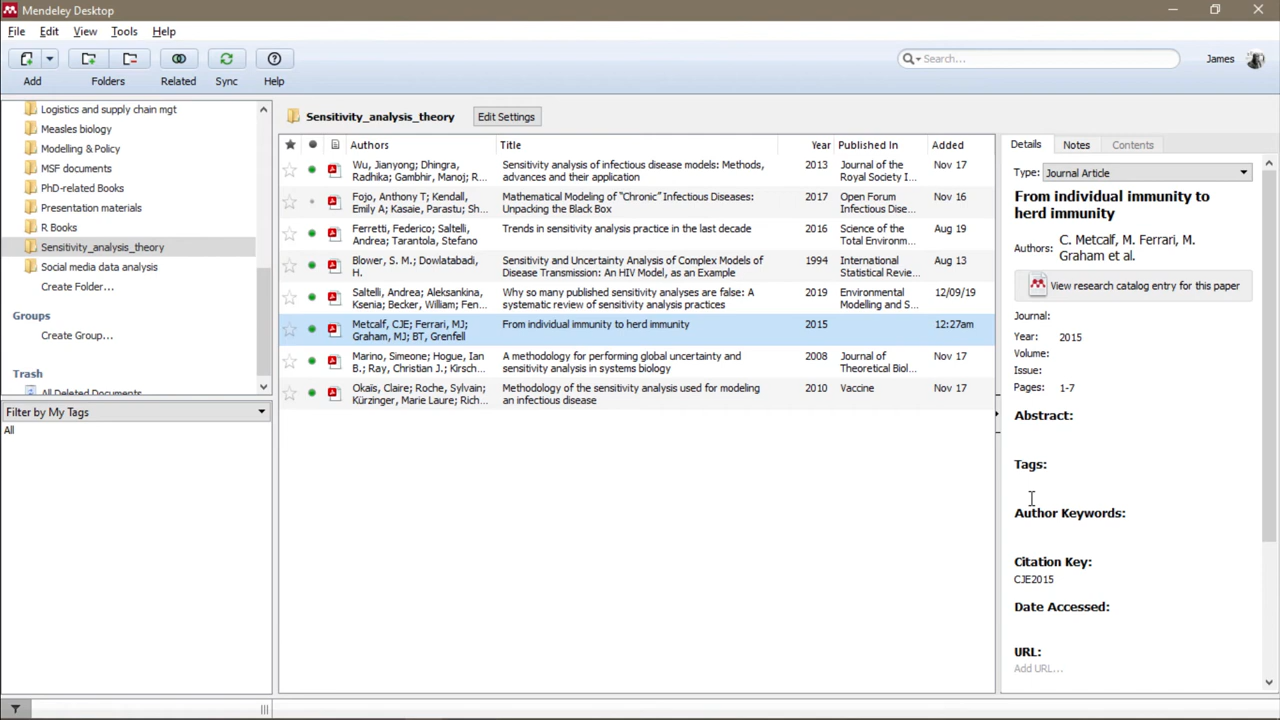 Mendeley Desktop
File Edit View Tools Help
Search...
James
Add Folders Related Sync Help
Logistics and supply chain mgt
Measles biology
Modelling & Policy
MSF documents
PhD-related Books
Presentation materials
R Books
Sensitivity_analysis_theory
Social media data analysis
Create Folder...
Groups
Create Group...
Trash
All Deleted Documents
Filter by My Tags
All
Sensitivity_analysis_theory Edit Settings
Authors Title Year Published In Added
Wu, Jianyong; Dhingra, Sensitivity analysis of infectious disease models: Methods, 2013 Journal of the Nov 17
Radhika; Gambhir, Manoj; R... advances and their application Royal Society I...
Fojo, Anthony T; Kendall, Mathematical Modeling of “Chronic” Infectious Diseases: 2017 Open Forum Nov 16
Emily A; Kasaie, Parastu; Sh... Unpacking the Black Box Infectious Dise...
Ferretti, Federico; Saltelli, Trends in sensitivity analysis practice in the last decade 2016 Science of the Aug 19
Andrea; Tarantola, Stefano Total Environm...
Blower, S. M.; Dowlatabadi, Sensitivity and Uncertainty Analysis of Complex Models of 1994 International Aug 13
H. Disease Transmission: An HIV Model, as an Example Statistical Revie...
Saltelli, Andrea; Aleksankina, Why so many published sensitivity analyses are false: A 2019 Environmental 12/09/19
Ksenia; Becker, William; Fen... systematic review of sensitivity analysis practices Modelling and S...
Metcalf, CJE; Ferrari, MJ; From individual immunity to herd immunity 2015 12:27am
Graham, MJ; BT, Grenfell
Marino, Simeone; Hogue, Ian A methodology for performing global uncertainty and 2008 Journal of Nov 17
B.; Ray, Christian J.; Kirsch... sensitivity analysis in systems biology Theoretical Biol...
Okaïs, Claire; Roche, Sylvain; Methodology of the sensitivity analysis used for modeling 2010 Vaccine Nov 17
Kürzinger, Marie Laure; Rich... an infectious disease
Details Notes Contents
Type: Journal Article
From individual immunity to
herd immunity
Authors: C. Metcalf, M. Ferrari, M.
Graham et al.
View research catalog entry for this paper
Journal:
Year: 2015
Volume:
Issue:
Pages: 1-7
Abstract:
Tags:
Author Keywords:
Citation Key:
CJE2015
Date Accessed:
URL:
Add URL...